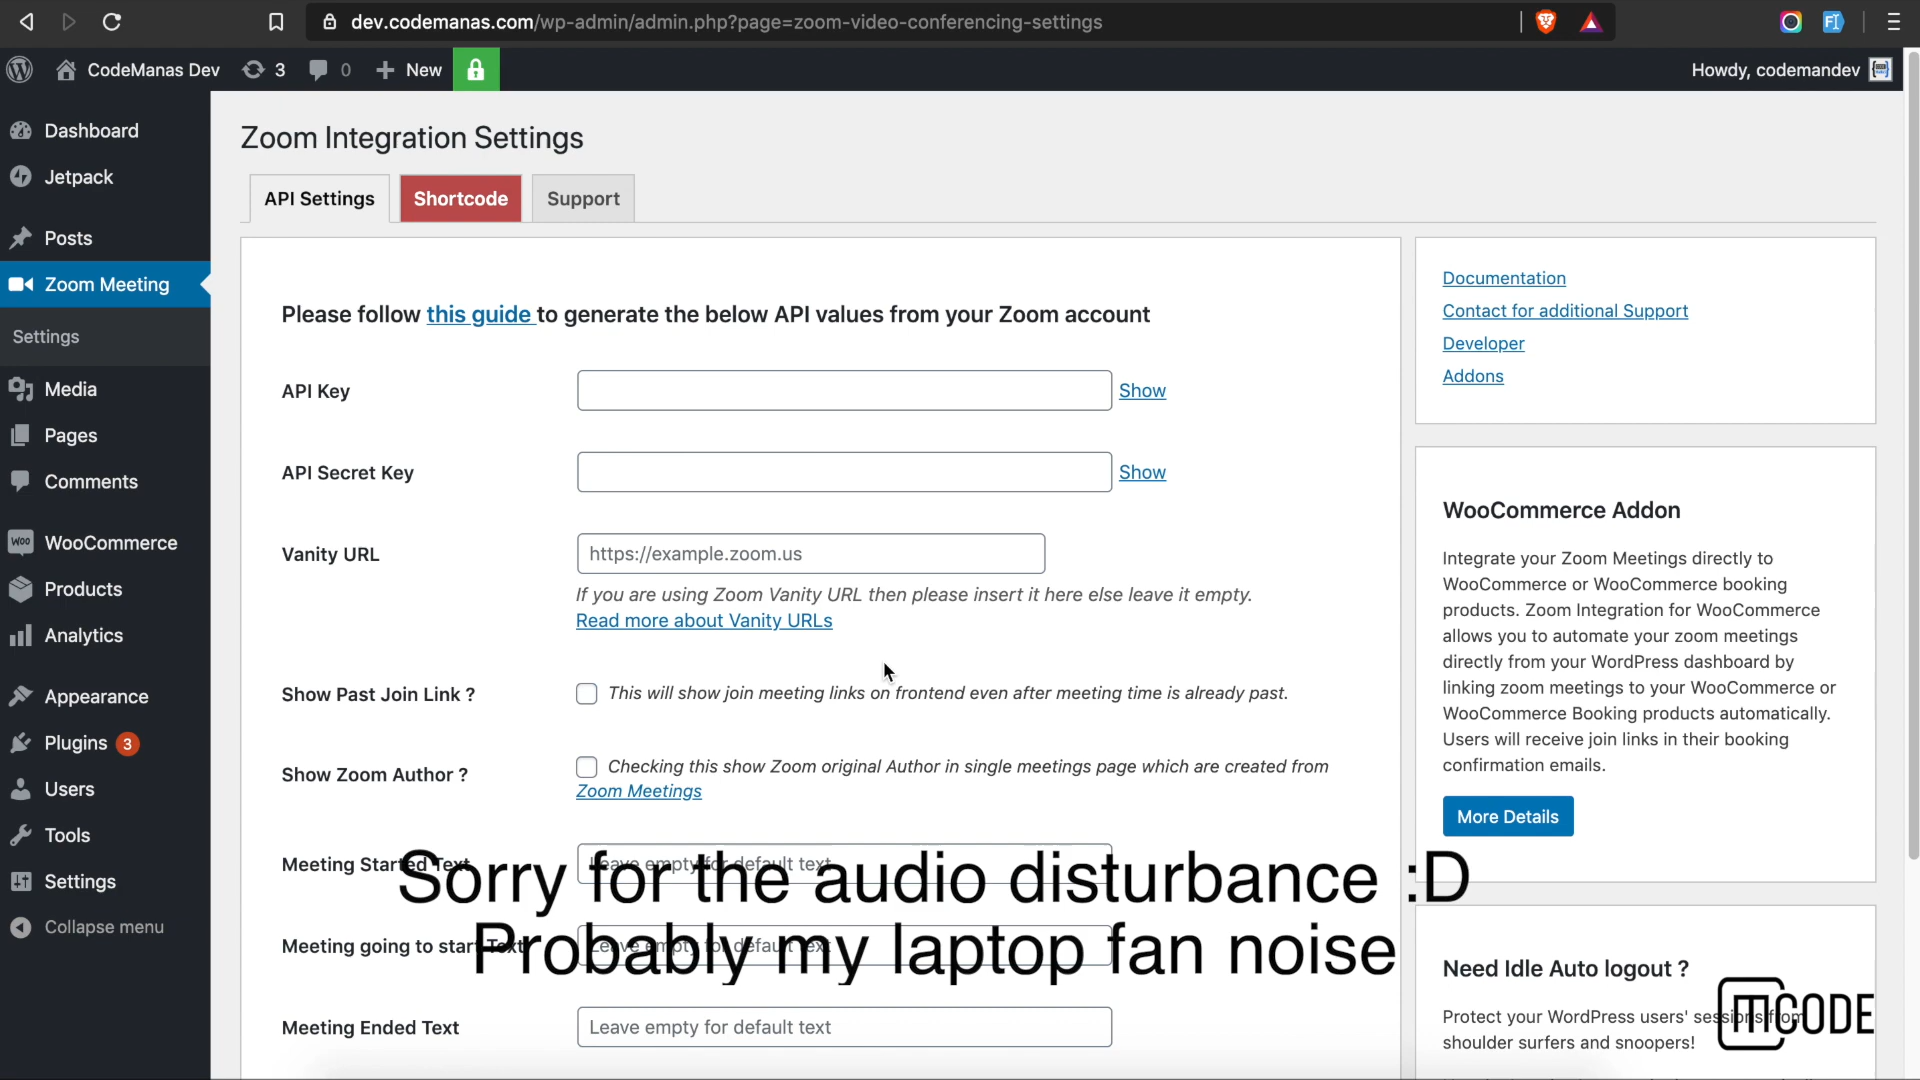 dev.codemanas.com/wp-admin/admin.php?page=zoom-video-conferencing-settings
CodeManas Dev 3 0 + New
Howdy, codemandev
Dashboard
Jetpack
Posts
Zoom Meeting
Settings
Media
Pages
Comments
WOO WooCommerce
Products
Analytics
Appearance
Plugins 3
Users
Tools
Settings
Collapse menu
Zoom Integration Settings
API Settings Shortcode Support
Please follow this guide to generate the below API values from your Zoom account
API Key Show
API Secret Key Show
Vanity URL https://example.zoom.us
If you are using Zoom Vanity URL then please insert it here else leave it empty.
Read more about Vanity URLs
Show Past Join Link ? This will show join meeting links on frontend even after meeting time is already past.
Show Zoom Author ? Checking this show Zoom original Author in single meetings page which are created from
Zoom Meetings
Meeting Started Text Leave empty for default text
Meeting going to start Text Leave empty for default text
Meeting Ended Text Leave empty for default text
Sorry for the audio disturbance :D
Probably my laptop fan noise
Documentation
Contact for additional Support
Developer
Addons
WooCommerce Addon
Integrate your Zoom Meetings directly to
WooCommerce or WooCommerce booking
products. Zoom Integration for WooCommerce
allows you to automate your zoom meetings
directly from your WordPress dashboard by
linking zoom meetings to your WooCommerce or
WooCommerce Booking products automatically.
Users will receive join links in their booking
confirmation emails.
More Details
Need Idle Auto logout ?
Protect your WordPress users' sessions from
shoulder surfers and snoopers!
mCODE